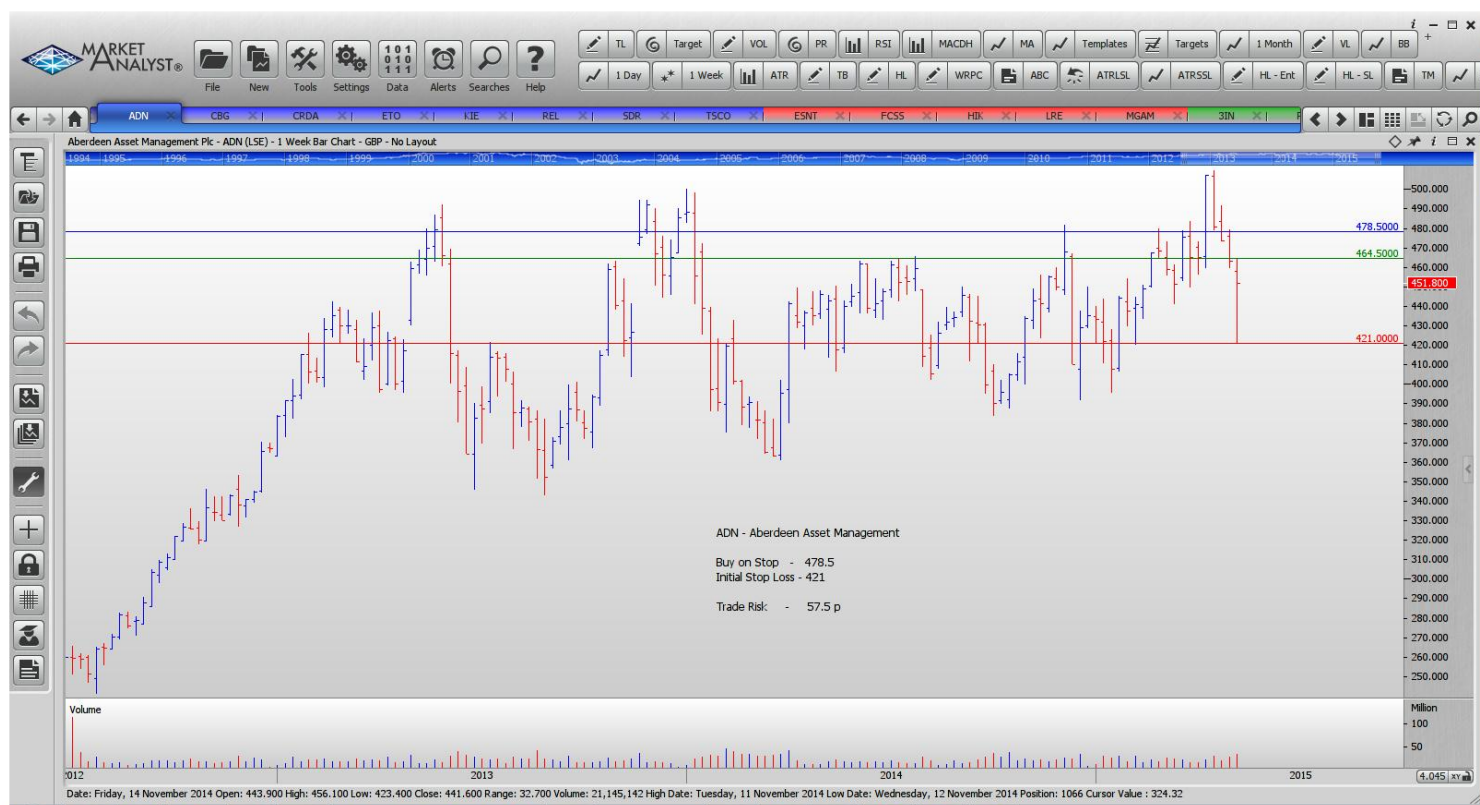 MARKET
ANALYST®
File New Tools Settings Data Alerts Searches Help
TL Target VOL PR RSI MACDH MA Templates Targets 1 Month VL BB
1 Day 1 Week ATR TB HL WRPC ABC ATRLSL ATRSSL HL - Ent HL - SL TM
ADN CBG CRDA ETO KIE REL SDR TSCO ESNT FCSS HIK LRE MGAM 3IN
Aberdeen Asset Management Plc - ADN (LSE) - 1 Week Bar Chart - GBP - No Layout
1994 1995 1996 1997 1998 1999 2000 2001 2002 2003 2004 2005 2006 2007 2008 2009 2010 2011 2012 2013 2014 2015
500.000
490.000
478.5000
480.000
470.000
464.5000
460.000
451.800
440.000
430.000
421.0000
420.000
410.000
400.000
390.000
380.000
370.000
360.000
350.000
340.000
330.000
320.000
310.000
300.000
290.000
280.000
270.000
260.000
250.000
ADN - Aberdeen Asset Management
Buy on Stop - 478.5
Initial Stop Loss - 421
Trade Risk - 57.5 p
Volume
Million
100
50
2012 2013 2014 2015
4.045 XY
Date: Friday, 14 November 2014 Open: 443.900 High: 456.100 Low: 423.400 Close: 441.600 Range: 32.700 Volume: 21,145,142 High Date: Tuesday, 11 November 2014 Low Date: Wednesday, 12 November 2014 Position: 1066 Cursor Value : 324.32